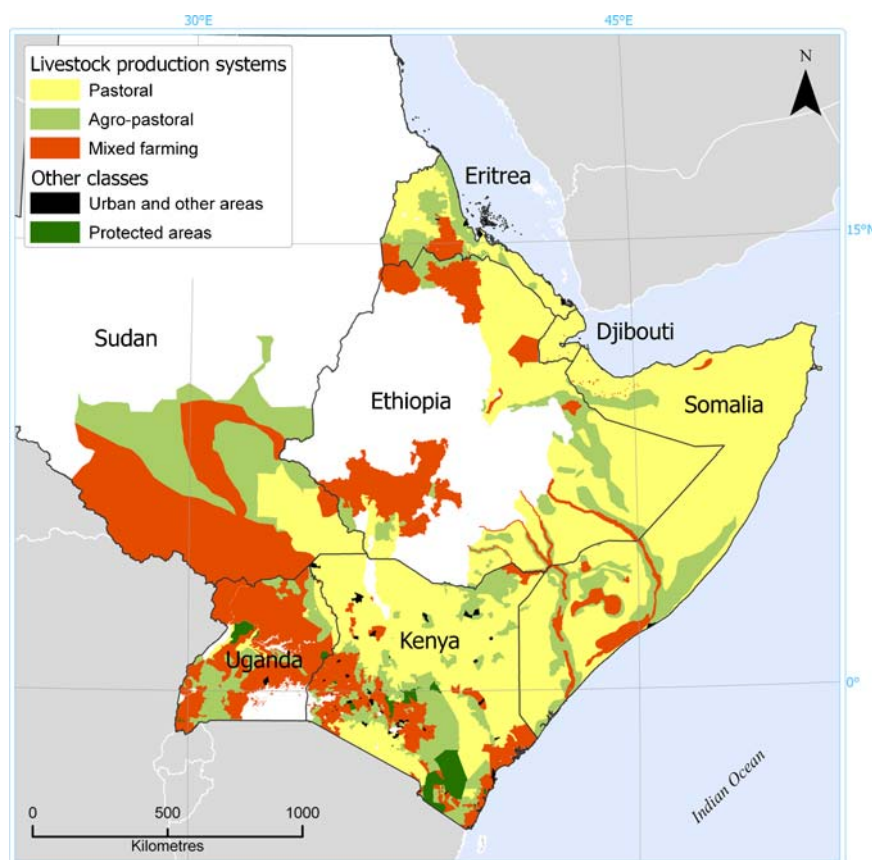 30°E
45°E
Livestock production systems
Pastoral
Agro-pastoral
Mixed farming
Other classes
Urban and other areas
Protected areas
N
Eritrea
15°N
Sudan
Djibouti
Ethiopia
Somalia
Kenya
Uganda
0°
Indian Ocean
0 500 1000
Kilometres